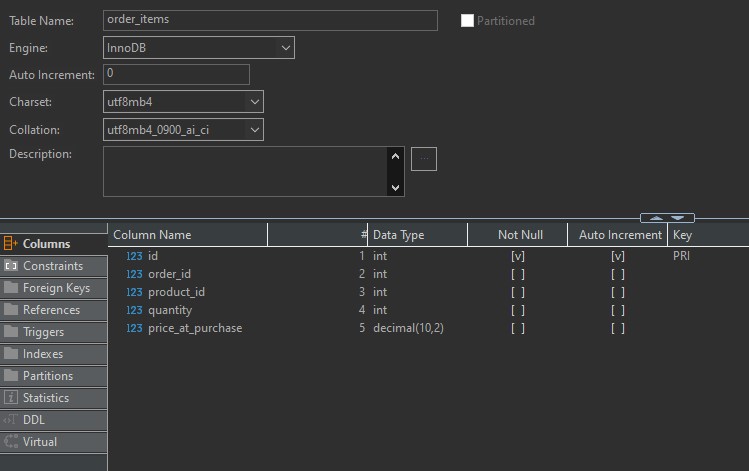 Table Name: order_items Partitioned
Engine: InnoDB
Auto Increment: 0
Charset: utf8mb4
Collation: utf8mb4_0900_ai_ci
Description: ...
Columns
Constraints
Foreign Keys
References
Triggers
Indexes
Partitions
Statistics
DDL
Virtual
Column Name # Data Type Not Null Auto Increment Key
123 id 1 int [v] [v] PRI
123 order_id 2 int [ ] [ ]
123 product_id 3 int [ ] [ ]
123 quantity 4 int [ ] [ ]
123 price_at_purchase 5 decimal(10,2) [ ] [ ]